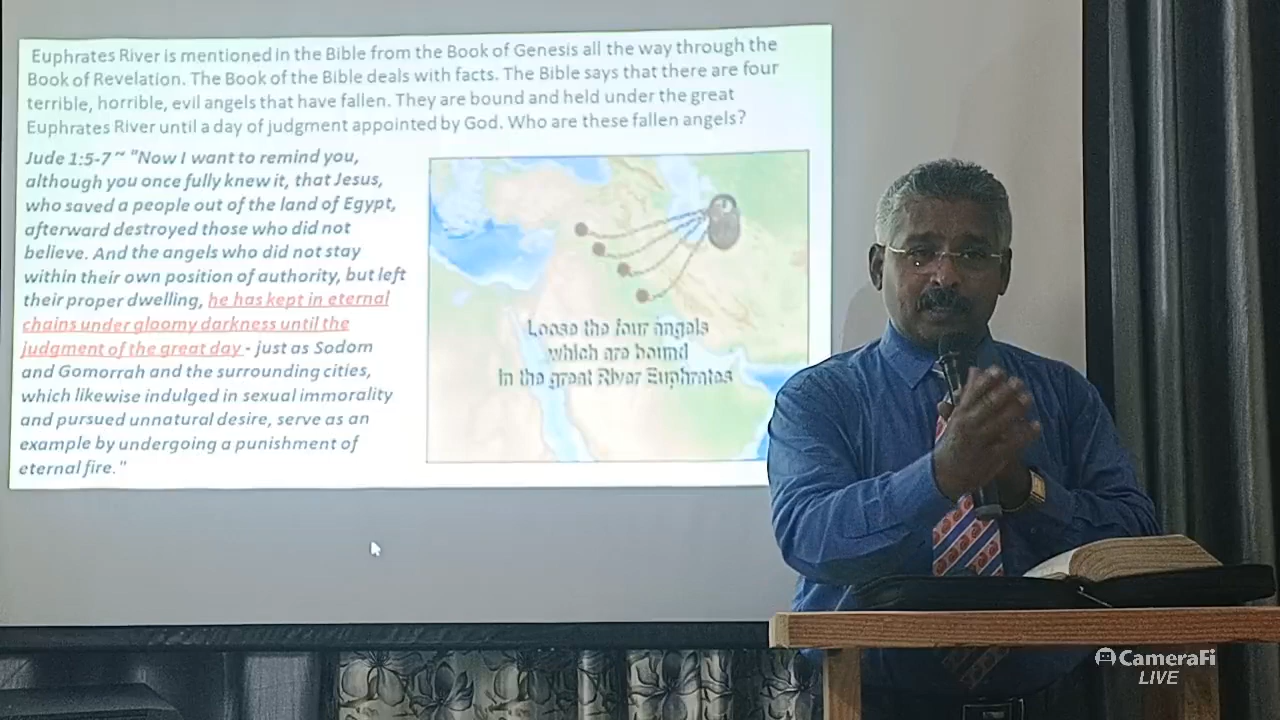 Euphrates River is mentioned in the Bible from the Book of Genesis all the way through the
Book of Revelation. The Book of the Bible deals with facts. The Bible says that there are four
terrible, horrible, evil angels that have fallen. They are bound and held under the great
Euphrates River until a day of judgment appointed by God. Who are these fallen angels?
Jude 1:5-7 ~ "Now I want to remind you,
although you once fully knew it, that Jesus,
who saved a people out of the land of Egypt,
afterward destroyed those who did not
believe. And the angels who did not stay
within their own position of authority, but left
their proper dwelling, he has kept in eternal
chains under gloomy darkness until the
judgment of the great day - just as Sodom
and Gomorrah and the surrounding cities,
which likewise indulged in sexual immorality
and pursued unnatural desire, serve as an
example by undergoing a punishment of
eternal fire."
Loose the four angels
which are bound
in the great River Euphrates
CameraFi
LIVE